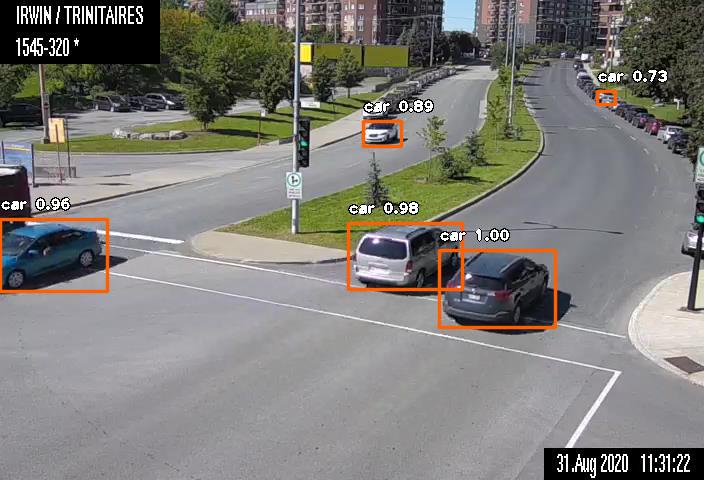 IRWIN / TRINITAIRES
1545-320 *
car 0.73
car 0.89
car 0.96
car 0.98
car 1.00
31.Aug 2020 11:31:22